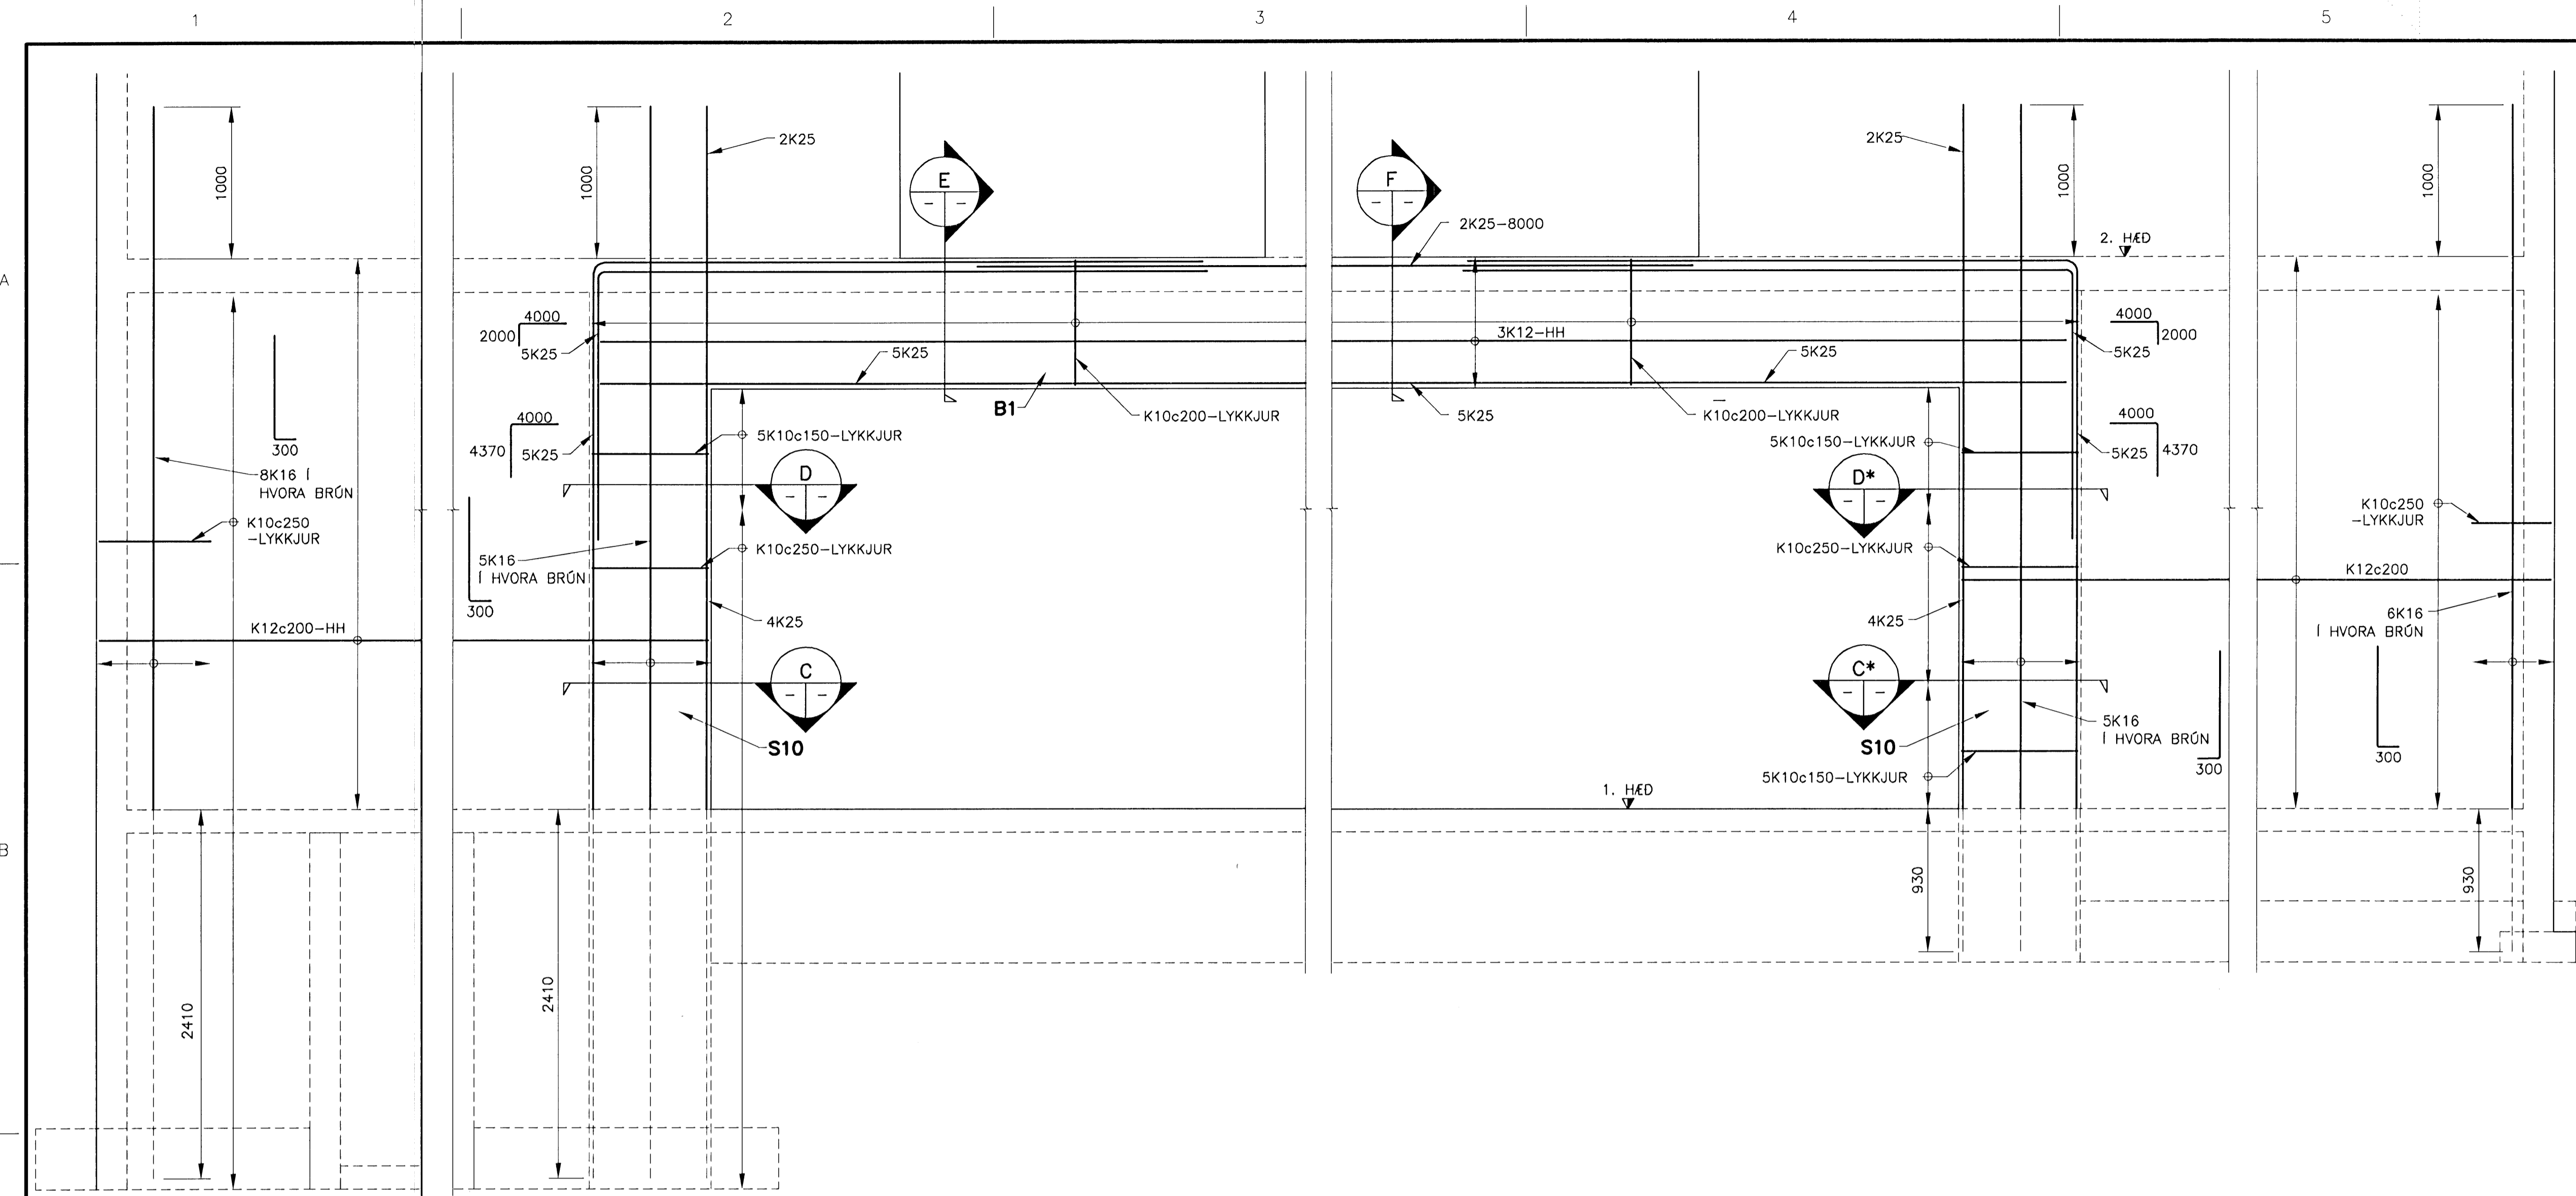 1
2
3
4
5
1000
1000
2K25
E
- -
F
- -
2K25-8000
2K25
1000
1000
2. HÆÐ
A
4000
2000
5K25
5K25
3K12-HH
5K25
4000
2000
5K25
B1
K10c200-LYKKJUR
5K25
K10c200-LYKKJUR
4000
4370
5K25
5K10c150-LYKKJUR
5K10c150-LYKKJUR
4000
4370
5K25
300
8K16 Í
HVORA BRÚN
D
- -
D*
- -
K10c250
-LYKKJUR
K10c250
-LYKKJUR
5K16
Í HVORA BRÚN
300
K10c250-LYKKJUR
K10c250-LYKKJUR
K12c200
K12c200-HH
4K25
4K25
6K16
Í HVORA BRÚN
C
- -
C*
- -
S10
S10
5K16
Í HVORA BRÚN
300
300
5K10c150-LYKKJUR
1. HÆÐ
B
930
930
2410
2410